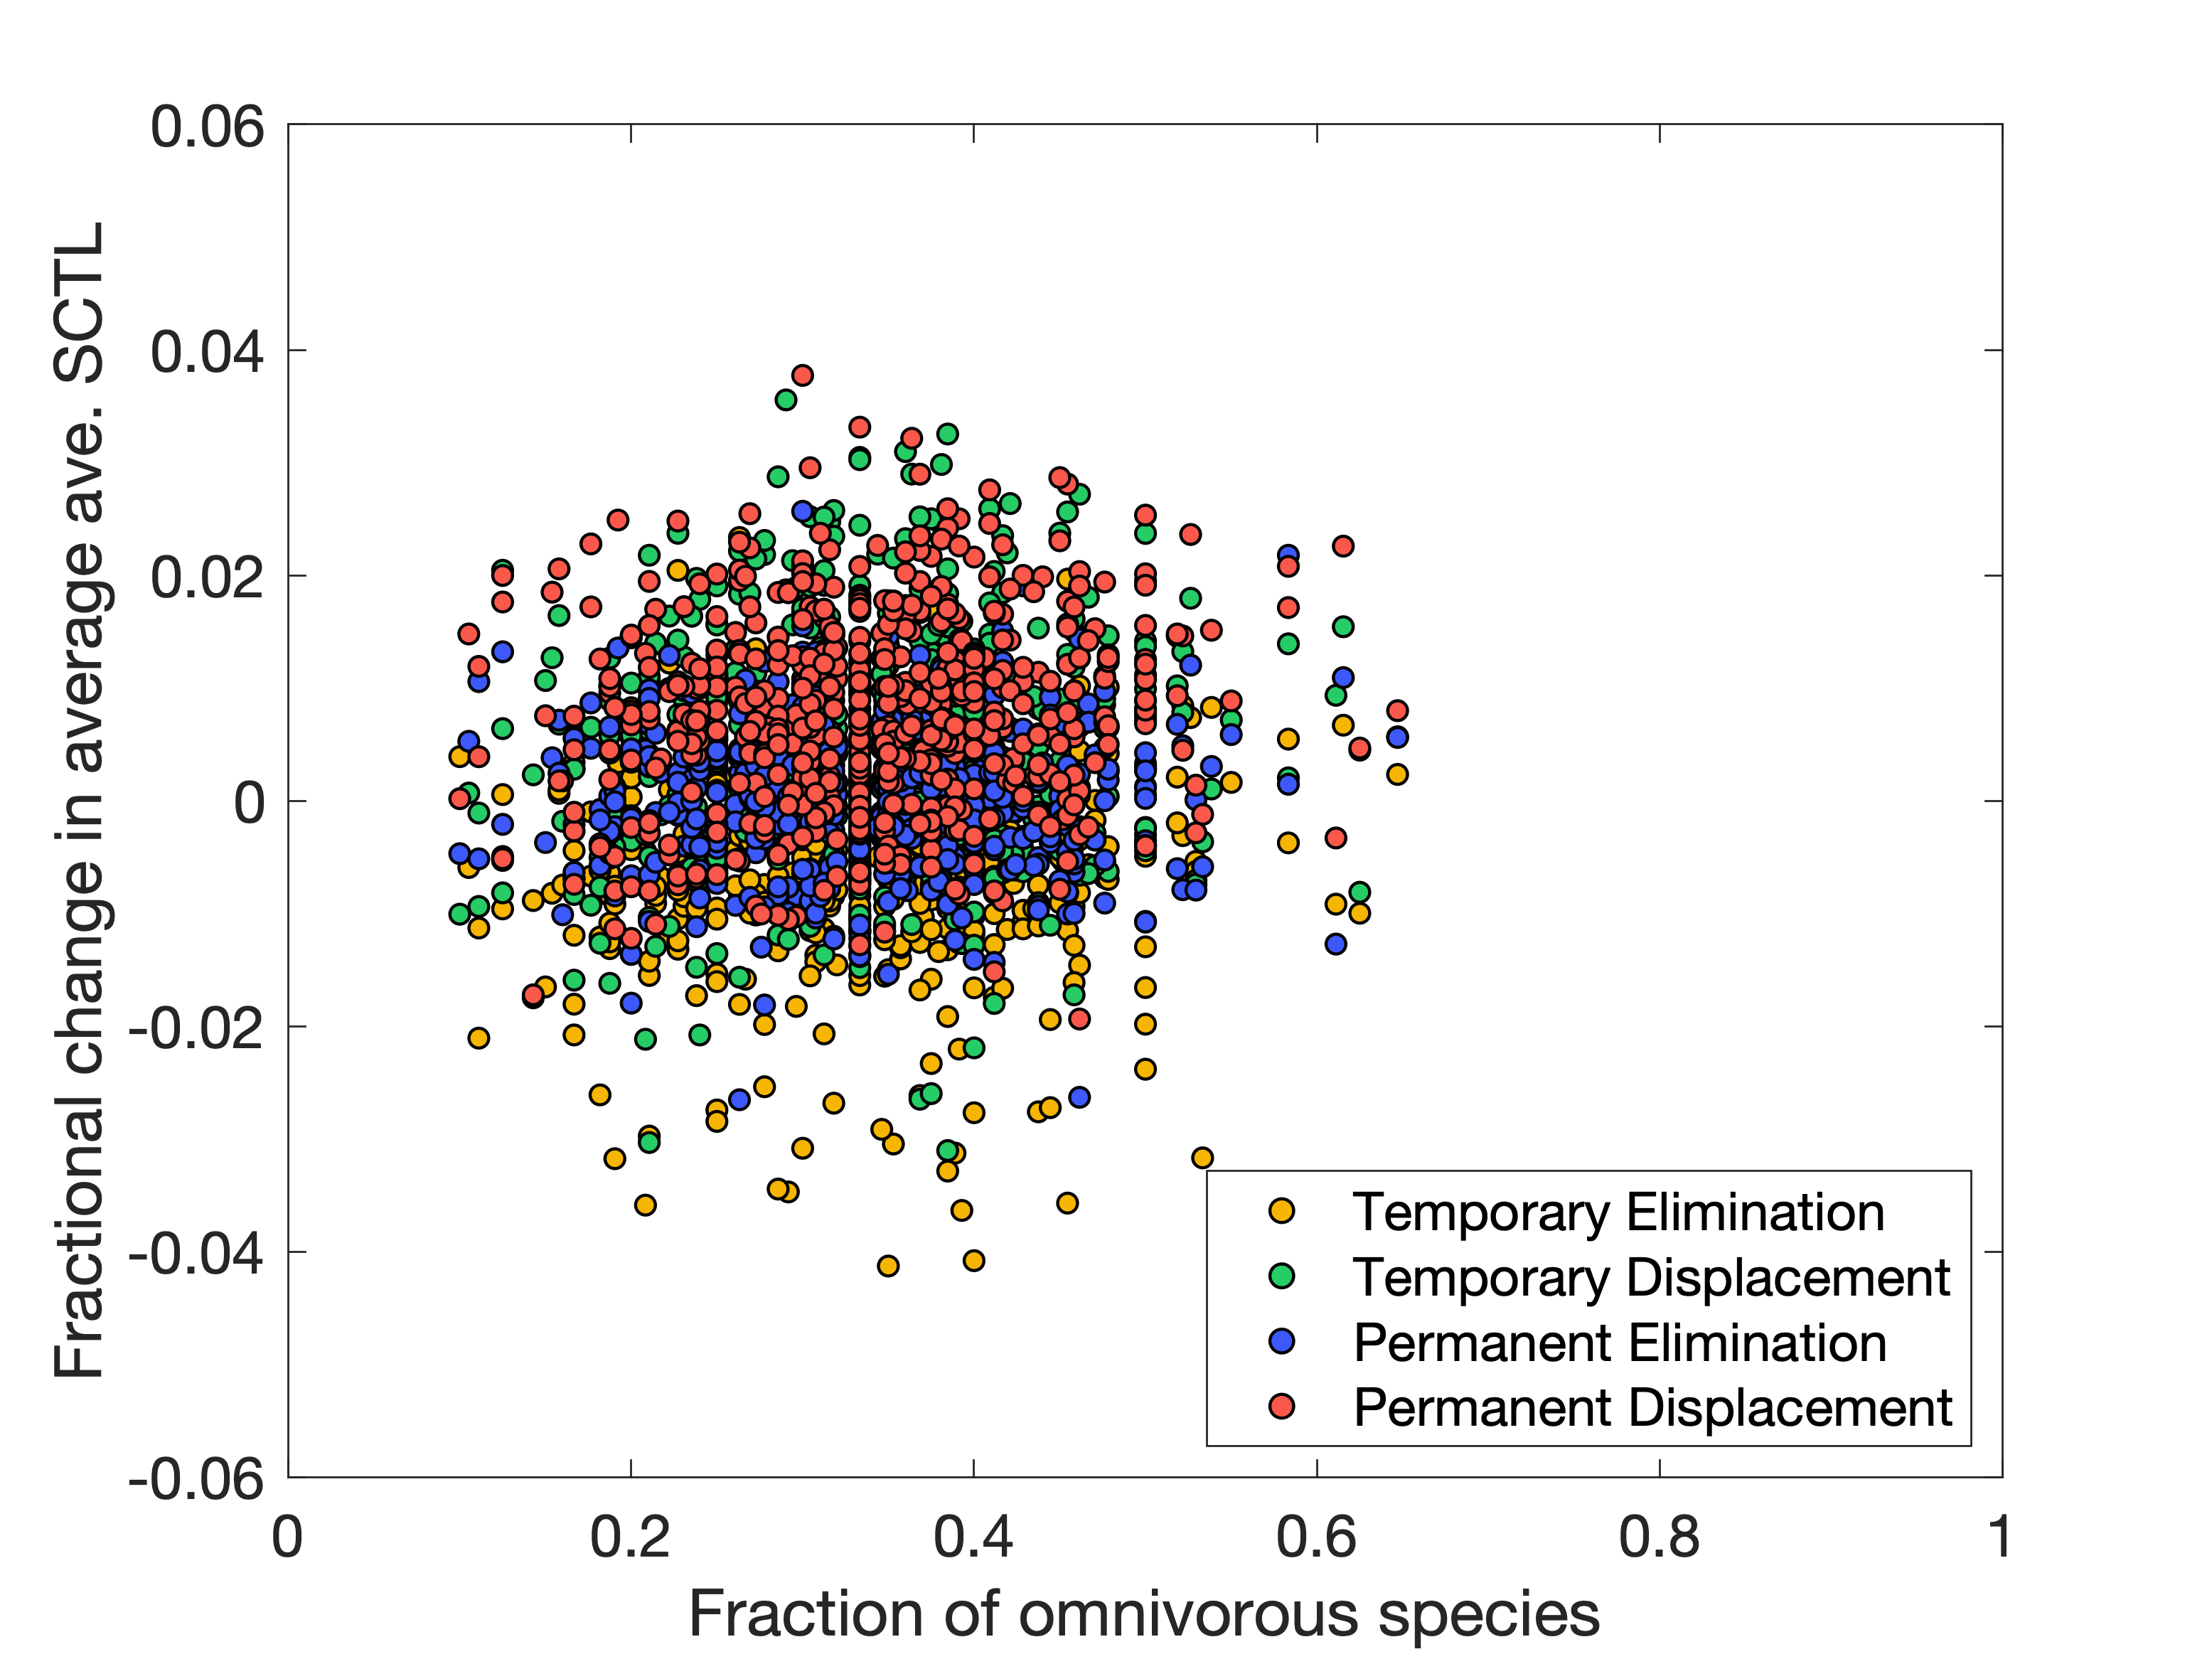 Fractional change in average ave. SCTL
0.06
0.04
0.02
0
-0.02
-0.04
-0.06
Temporary Elimination
Temporary Displacement
Permanent Elimination
Permanent Displacement
0 0.2 0.4 0.6 0.8 1
Fraction of omnivorous species